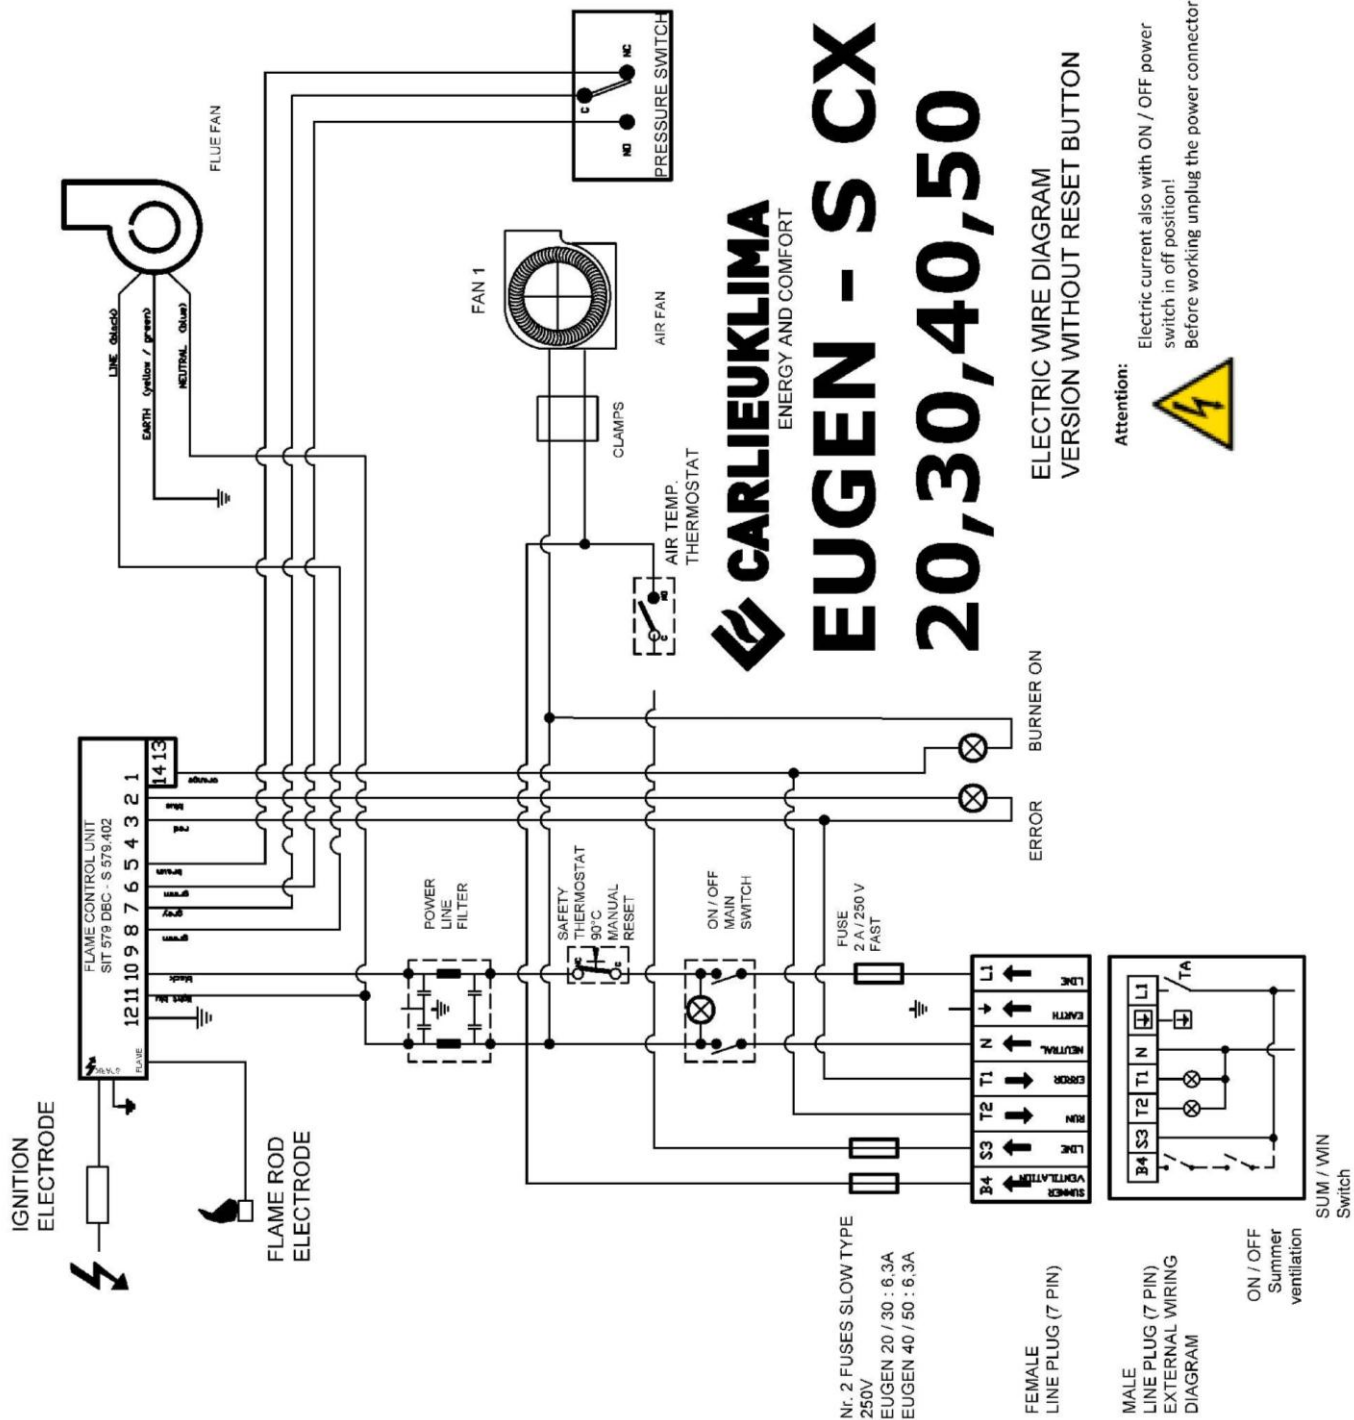 IGNITION
ELECTRODE
FLAME ROD
ELECTRODE
FLAME CONTROL UNIT
SIT 579 DBC - S 579.402
12 11 10 9 8 7 6 5 4 3 2 1
14 13
FLAME
light blu
black
green
grey
green
brown
red
blue
orange
LINE (black)
EARTH (yellow / green)
NEUTRAL (blue)
FLUE FAN
NO
C
NC
PRESSURE SWITCH
FAN 1
AIR FAN
CLAMPS
AIR TEMP.
THERMOSTAT
C
NO
POWER
LINE
FILTER
SAFETY
THERMOSTAT
90°C
MANUAL
RESET
C
ON / OFF
MAIN
SWITCH
FUSE
2 A / 250 V
FAST
ERROR
BURNER ON
Nr. 2 FUSES SLOW TYPE
250V
EUGEN 20 / 30 : 6,3A
EUGEN 40 / 50 : 6,3A
B4 S3 T2 T1 N L1
SUMMER
VENTILATION
LINE
RUN
ERROR
NEUTRAL
EARTH
LINE
FEMALE
LINE PLUG (7 PIN)
B4 S3 T2 T1 N L1
TA
MALE
LINE PLUG (7 PIN)
EXTERNAL WIRING
DIAGRAM
ON / OFF
Summer
ventilation
SUM / WIN
Switch
CARLIEUKLIMA
ENERGY AND COMFORT
EUGEN - S CX
20,30,40,50
ELECTRIC WIRE DIAGRAM
VERSION WITHOUT RESET BUTTON
Attention:
Electric current also with ON / OFF power
switch in off position!
Before working unplug the power connector